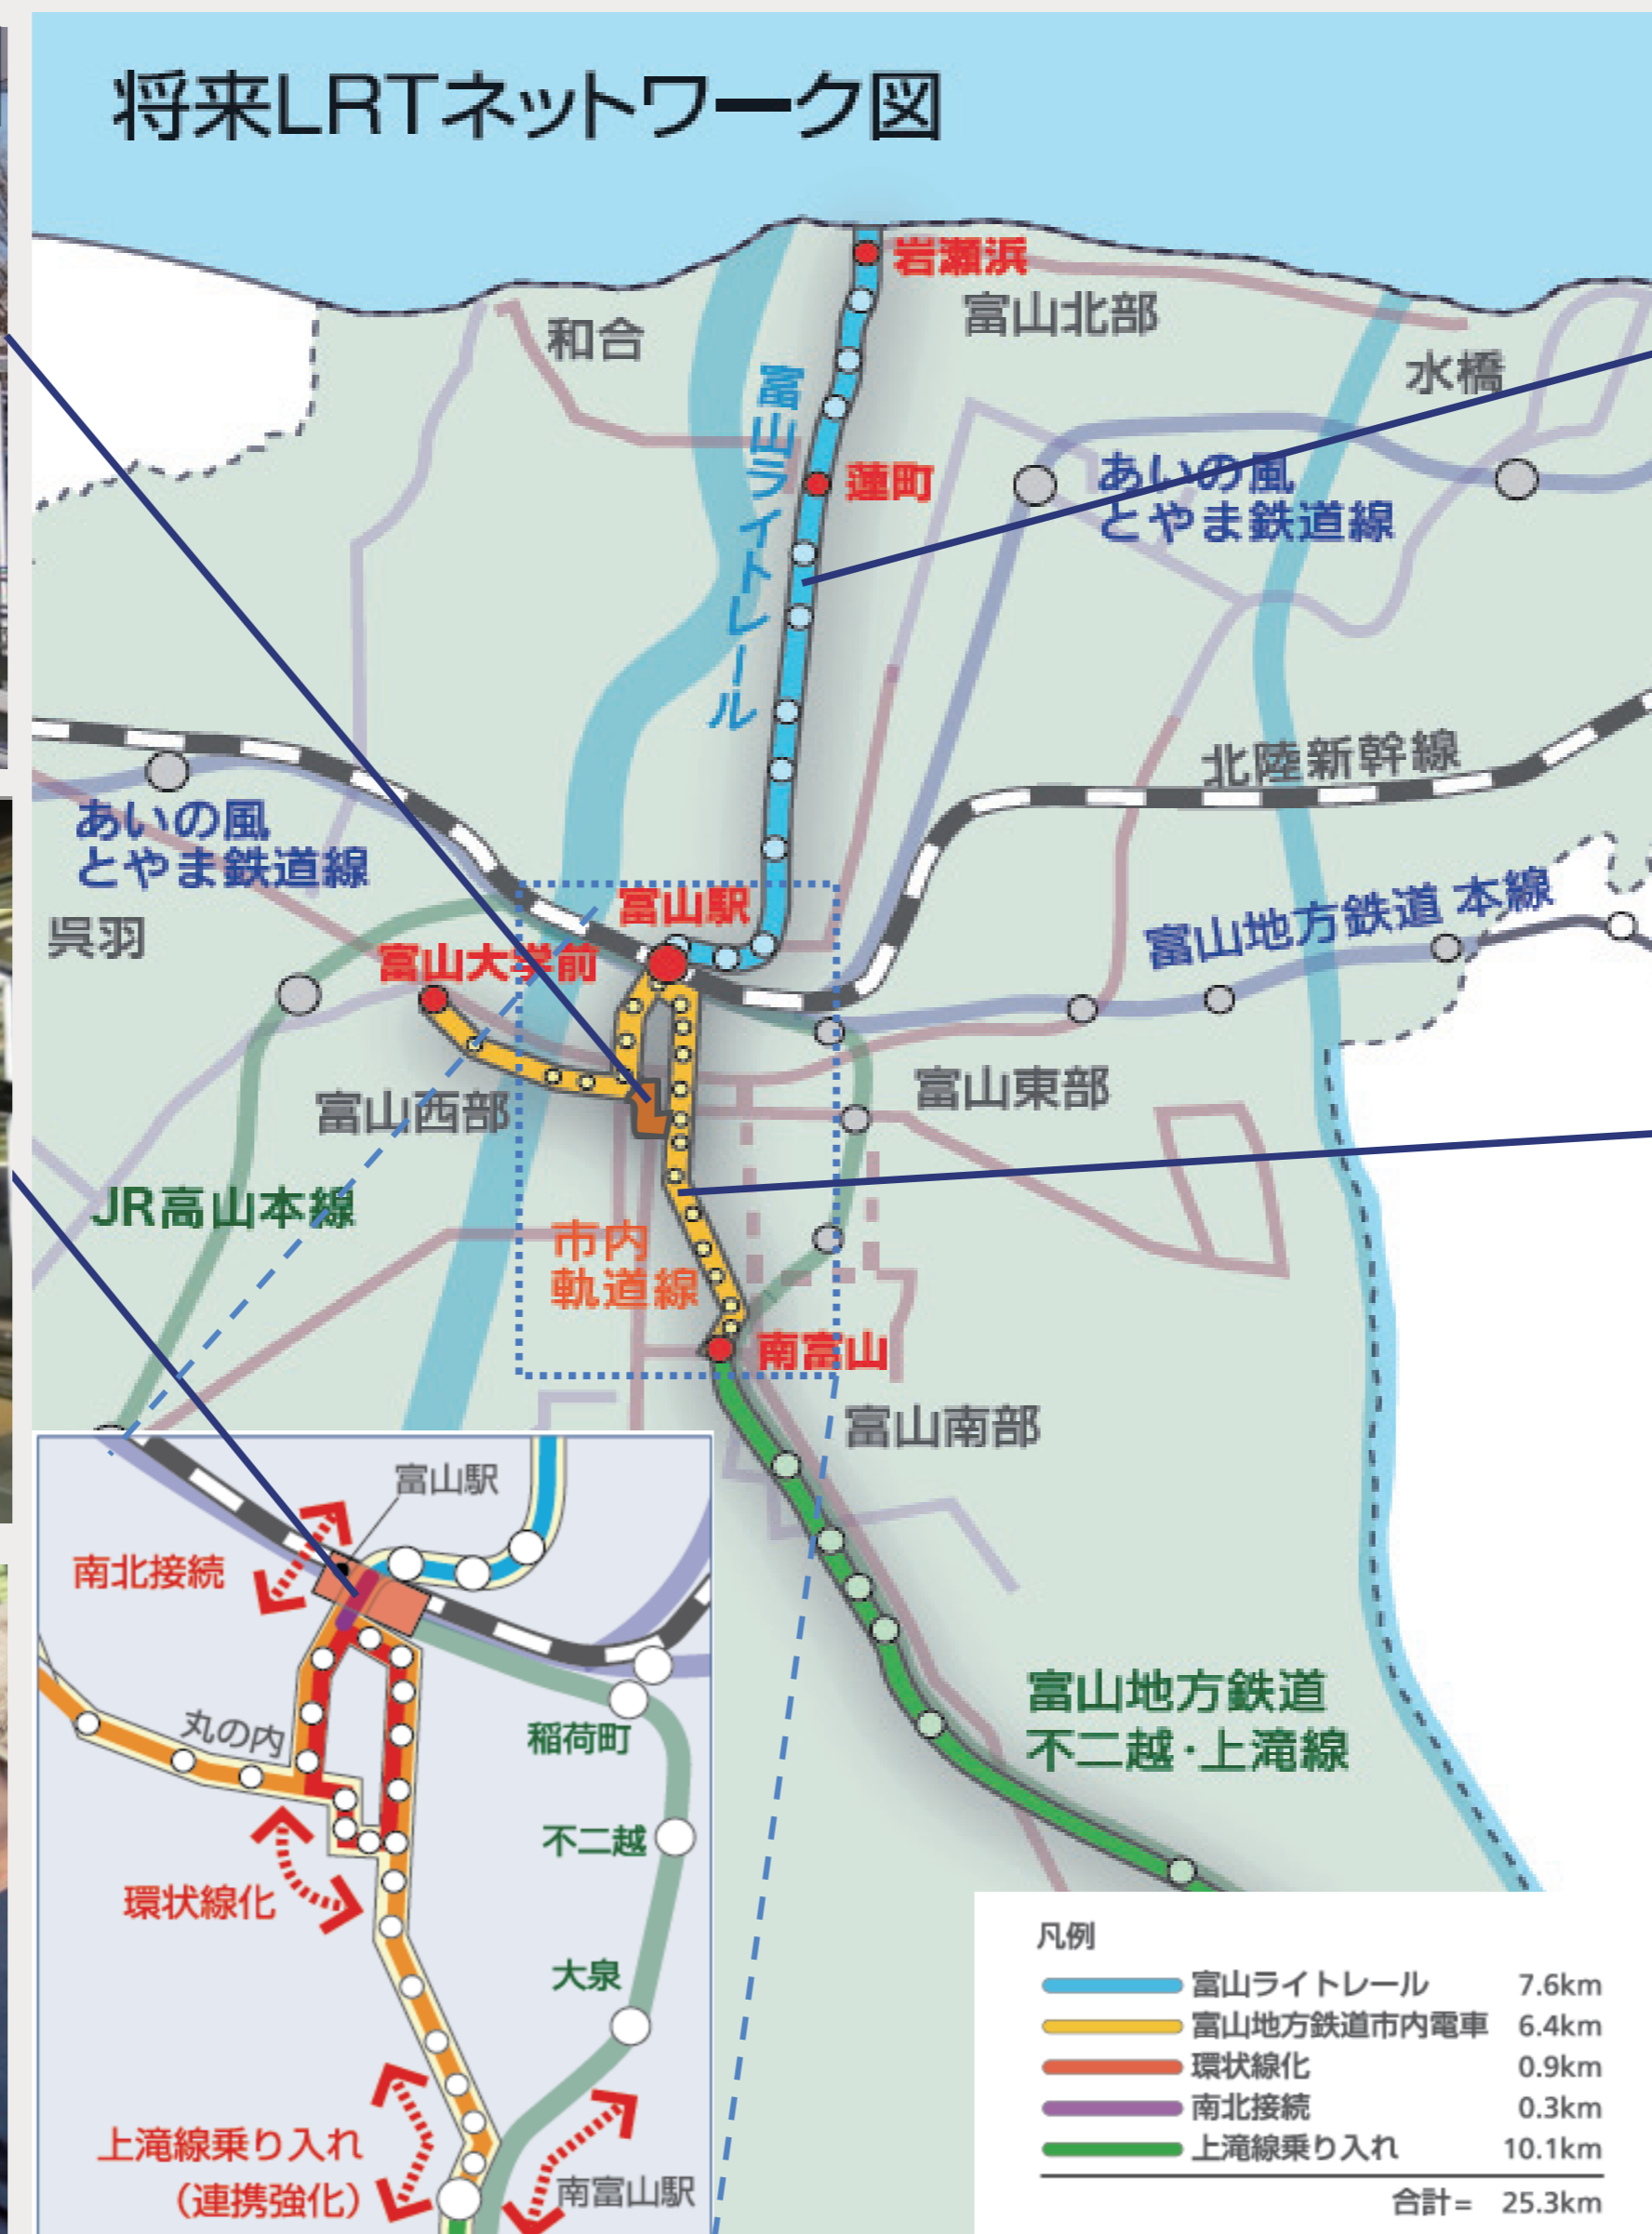 将来LRTネットワーク図
岩瀬浜
富山北部
和合
水橋
富山ライトレール
蓮町
あいの風
とやま鉄道線
北陸新幹線
あいの風
とやま鉄道線
呉羽
富山駅
富山大学前
富山地方鉄道 本線
富山西部
富山東部
JR高山本線
市内
軌道線
南富山
富山南部
富山地方鉄道
不二越・上滝線
富山駅
南北接続
丸の内
稲荷町
不二越
環状線化
大泉
上滝線乗り入れ
（連携強化）
南富山駅
凡例
富山ライトレール 7.6km
富山地方鉄道市内電車 6.4km
環状線化 0.9km
南北接続 0.3km
上滝線乗り入れ 10.1km
合計= 25.3km